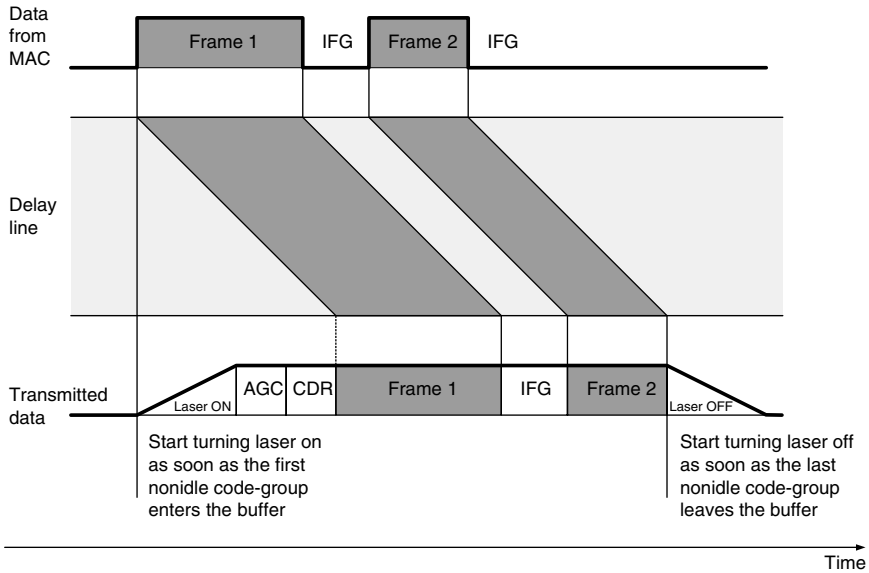 Data
from
MAC
Frame 1
IFG
Frame 2
IFG
Delay
line
Transmitted
data
Laser ON
AGC
CDR
Frame 1
IFG
Frame 2
Laser OFF
Start turning laser on
as soon as the first
nonidle code-group
enters the buffer
Start turning laser off
as soon as the last
nonidle code-group
leaves the buffer
Time